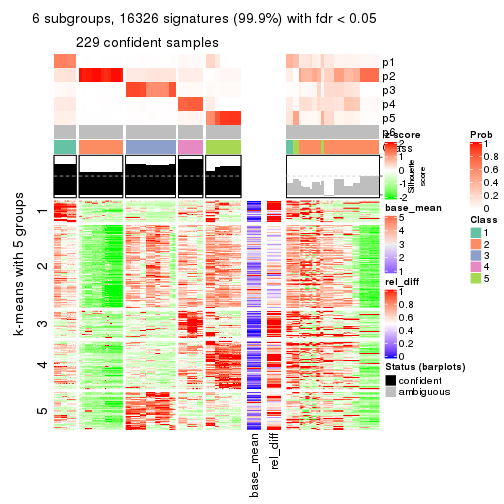 6 subgroups, 16326 signatures (99.9%) with fdr < 0.05
229 confident samples
p1
p2
p3
p4
p5
p6
Class
Silhouette
score
k-means with 5 groups
1
2
3
4
5
base_mean
rel_diff
z-score
2
1
0
-1
-2
base_mean
5
4
3
2
1
rel_diff
1
0.8
0.6
0.4
0.2
0
Status (barplots)
confident
ambiguous
Prob
1
0.8
0.6
0.4
0.2
0
Class
1
2
3
4
5